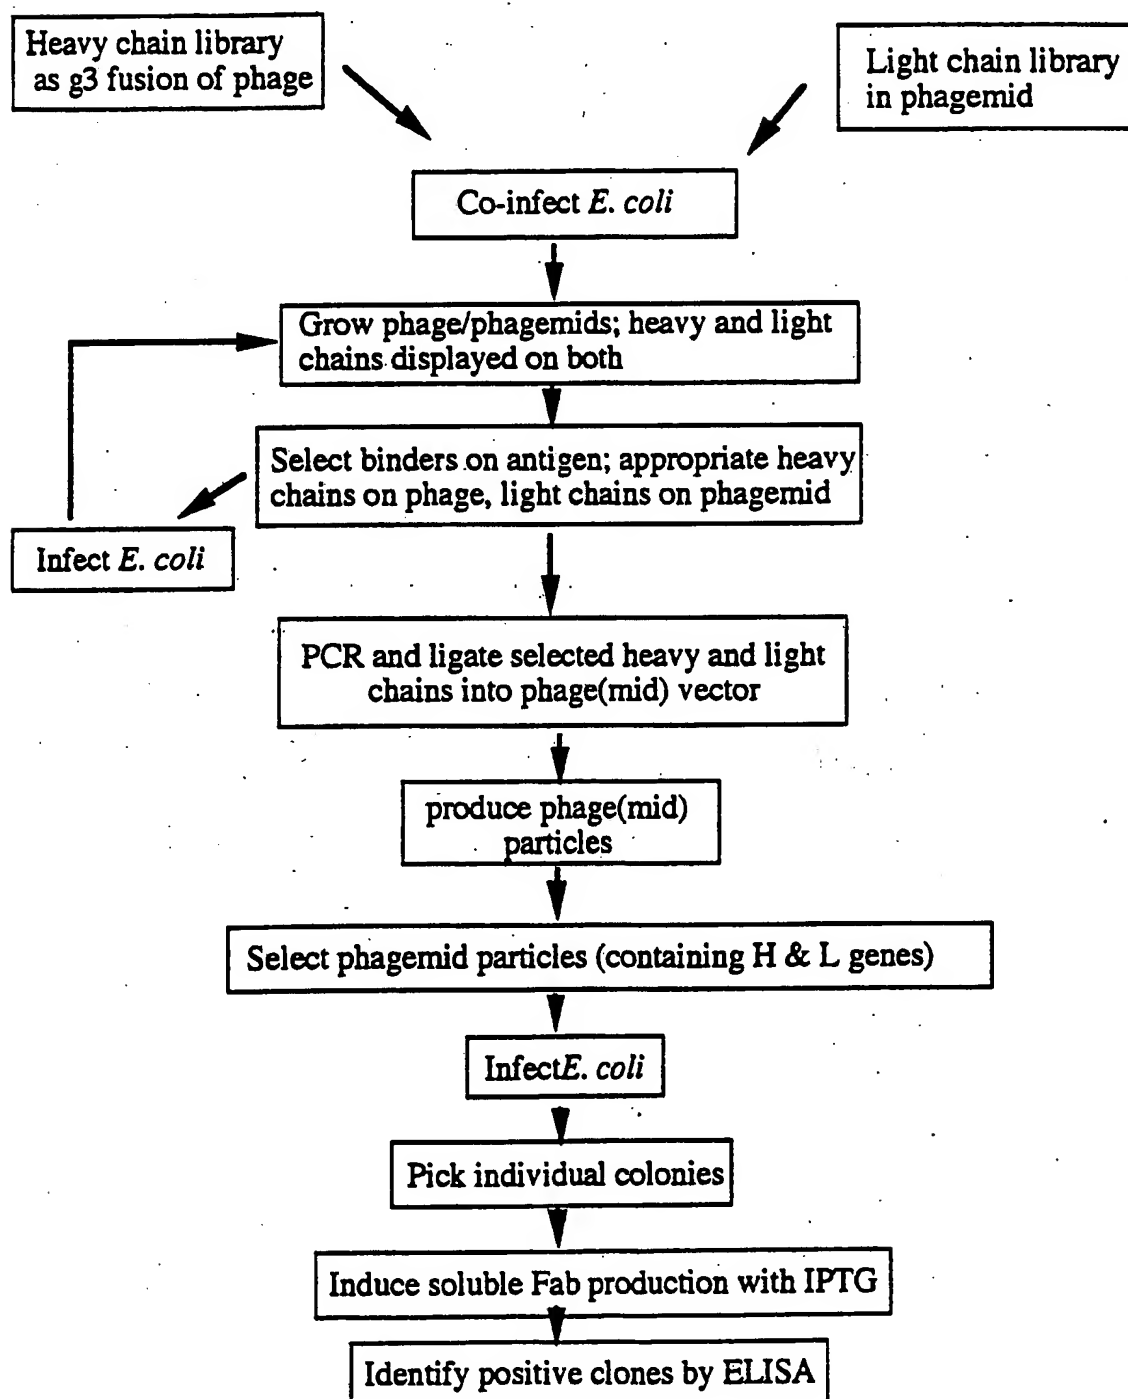 Heavy chain library
as g3 fusion of phage
Light chain library
in phagemid
Co-infect E. coli
Grow phage/phagemids; heavy and light
chains displayed on both
Select binders on antigen; appropriate heavy
chains on phage, light chains on phagemid
Infect E. coli
PCR and ligate selected heavy and light
chains into phage(mid) vector
produce phage(mid)
particles
Select phagemid particles (containing H & L genes)
InfectE. coli
Pick individual colonies
Induce soluble Fab production with IPTG
Identify positive clones by ELISA